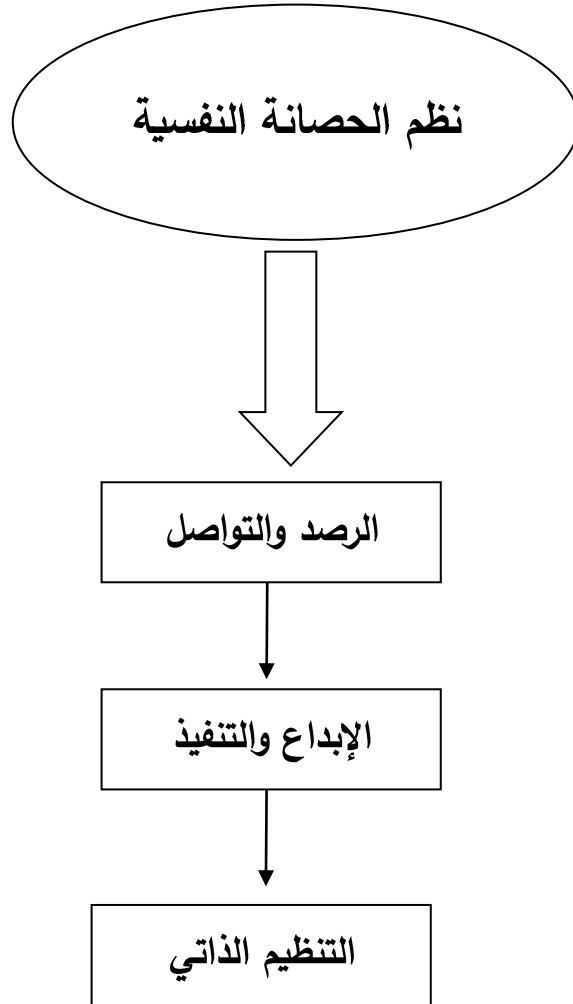 نظم الحصانة النفسية
الرصد والتواصل
الإبداع والتنفيذ
التنظيم الذاتي